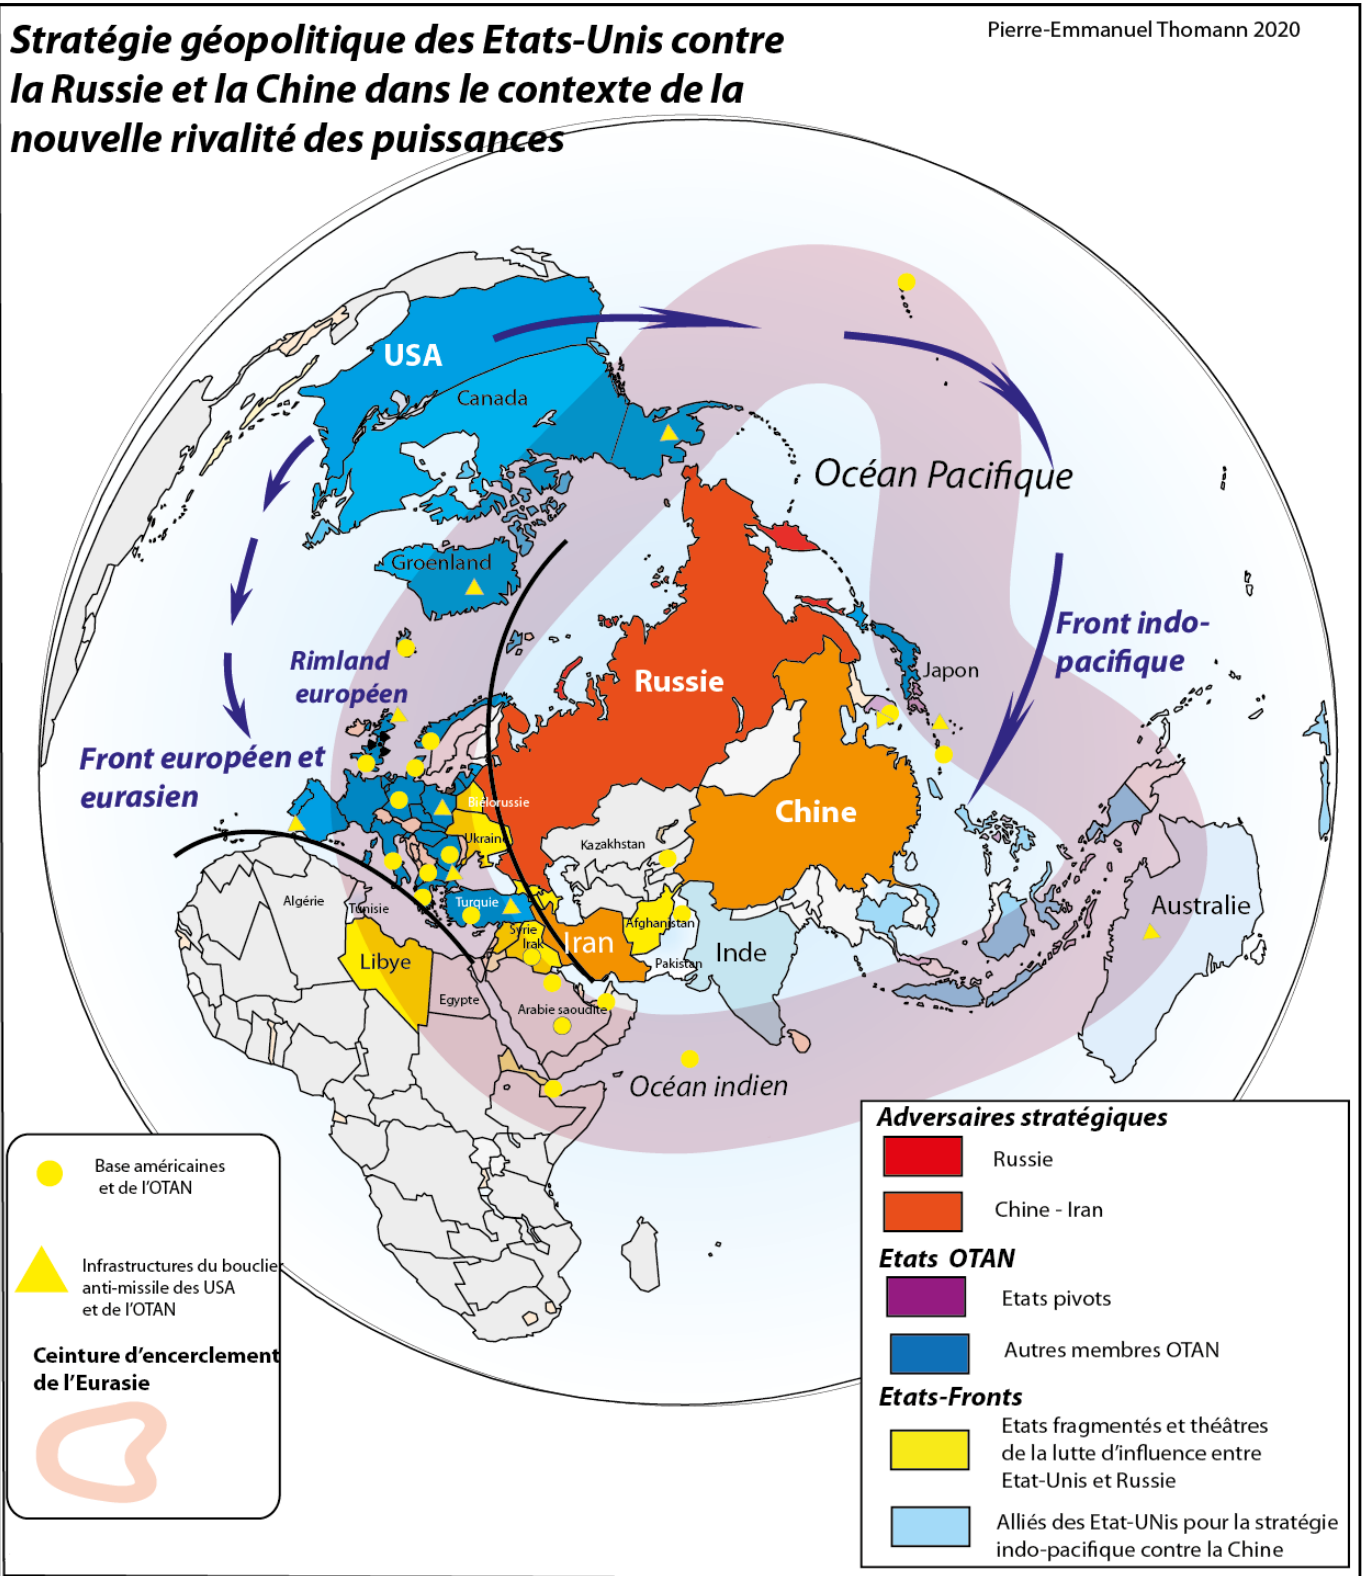 Stratégie géopolitique des Etats-Unis contre
la Russie et la Chine dans le contexte de la
nouvelle rivalité des puissances
Pierre-Emmanuel Thomann 2020
USA
Canada
Groenland
Océan Pacifique
Rimland
européen
Russie
Japon
Front indo-
pacifique
Front européen et
eurasien
Biélorussie
Ukraine
Kazakhstan
Chine
Algérie
Tunisie
Turquie
Syrie
Irak
Iran
Afghanistan
Pakistan
Inde
Australie
Libye
Egypte
Arabie saoudite
Océan indien
Base américaines
et de l'OTAN
Infrastructures du bouclier
anti-missile des USA
et de l'OTAN
Ceinture d'encerclement
de l'Eurasie
Adversaires stratégiques
Russie
Chine - Iran
Etats OTAN
Etats pivots
Autres membres OTAN
Etats-Fronts
Etats fragmentés et théâtres
de la lutte d'influence entre
Etat-Unis et Russie
Alliés des Etat-UNis pour la stratégie
indo-pacifique contre la Chine